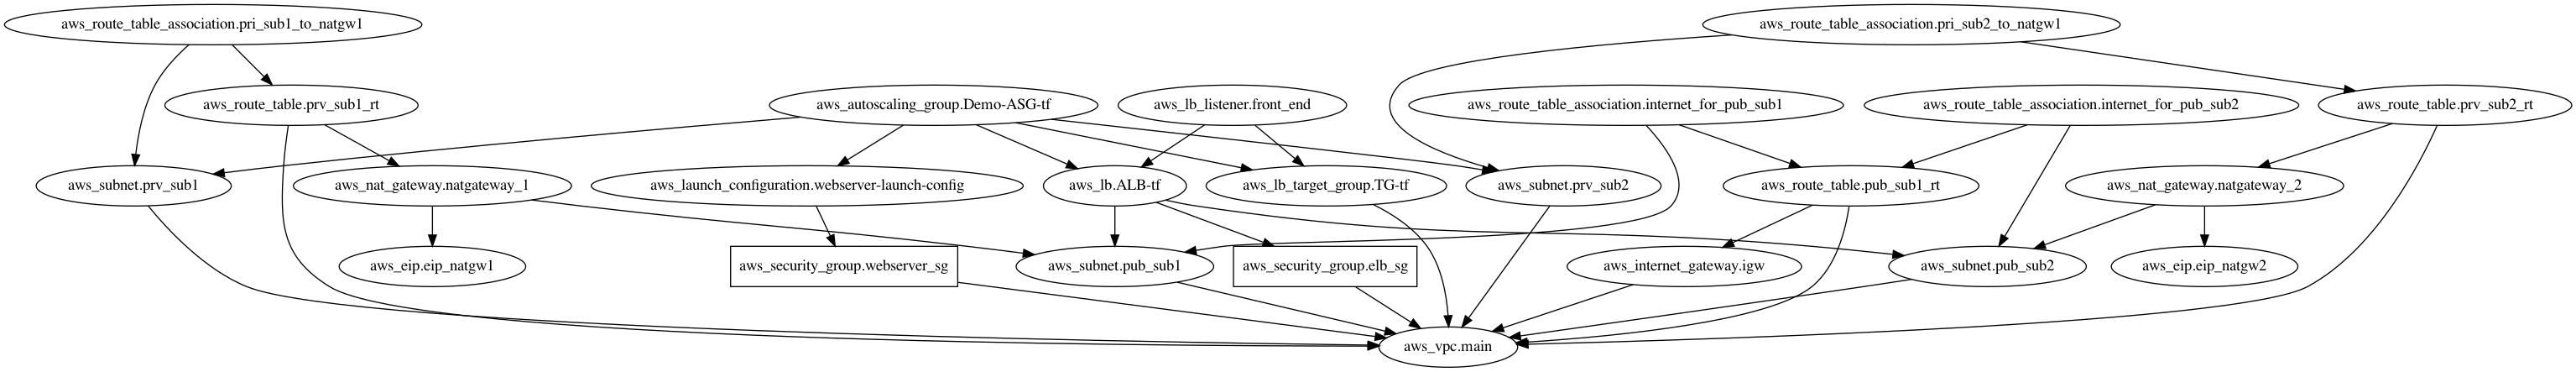 aws_route_table_association.pri_sub1_to_natgw1
aws_route_table_association.pri_sub2_to_natgw1
aws_route_table.prv_sub1_rt
aws_autoscaling_group.Demo-ASG-tf
aws_lb_listener.front_end
aws_route_table_association.internet_for_pub_sub1
aws_route_table_association.internet_for_pub_sub2
aws_route_table.prv_sub2_rt
aws_subnet.prv_sub1
aws_nat_gateway.natgateway_1
aws_launch_configuration.webserver-launch-config
aws_lb.ALB-tf
aws_lb_target_group.TG-tf
aws_subnet.prv_sub2
aws_route_table.pub_sub1_rt
aws_nat_gateway.natgateway_2
aws_eip.eip_natgw1
aws_security_group.webserver_sg
aws_subnet.pub_sub1
aws_security_group.elb_sg
aws_internet_gateway.igw
aws_subnet.pub_sub2
aws_eip.eip_natgw2
aws_vpc.main